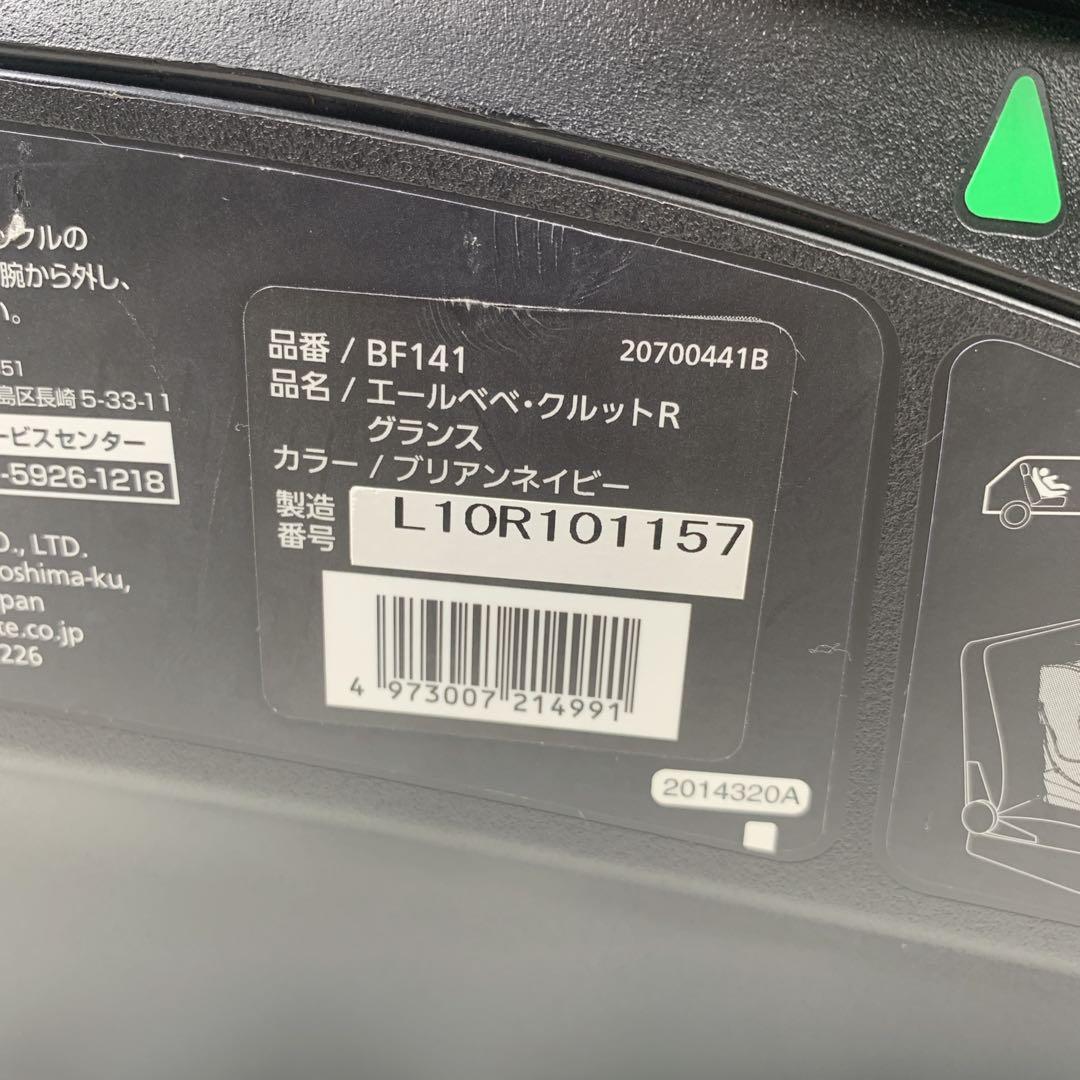 ックルの
腕から外し、
い。
51
島区長崎 5-33-11
ービスセンター
-5926-1218
O., LTD.
oshima-ku,
pan
te.co.jp
226
品番 / BF141 20700441B
品名 / エールベベ・クルットR
グランス
カラー / ブリアンネイビー
製造
番号
L10R101157
4 973007 214991
2014320A